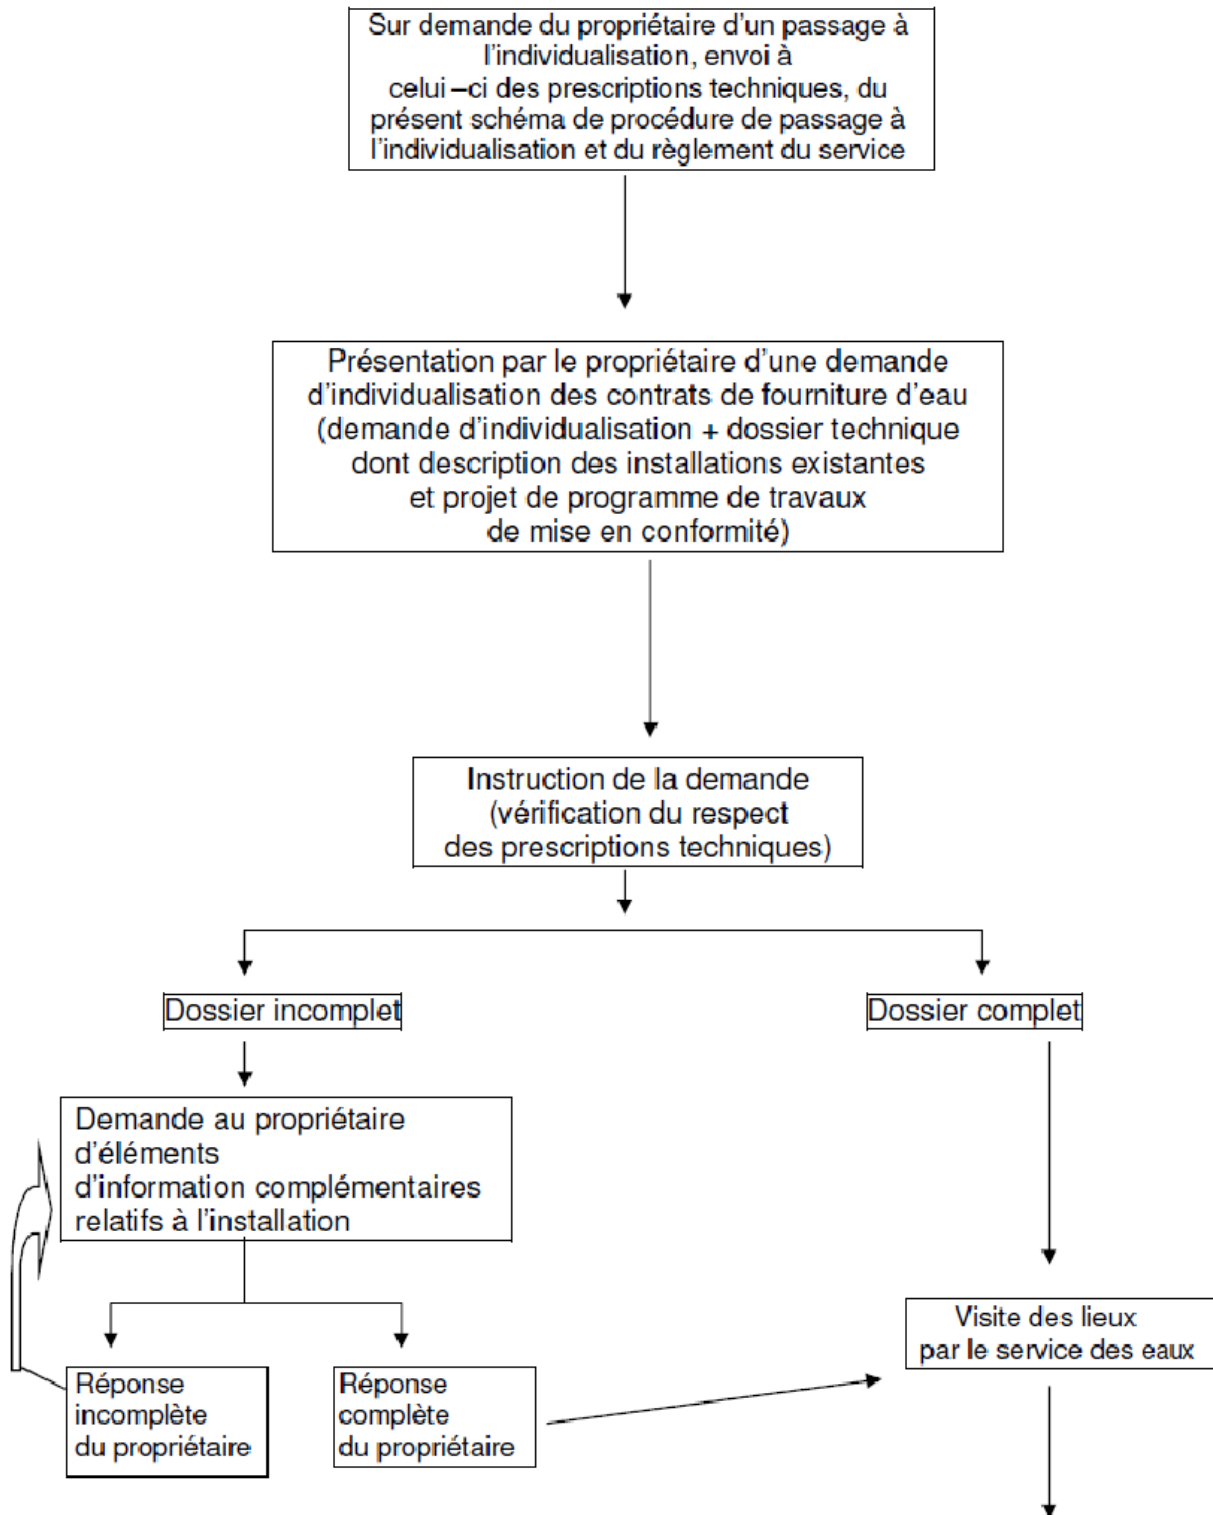 Sur demande du propriétaire d'un passage à
l'individualisation, envoi à
celui –ci des prescriptions techniques, du
présent schéma de procédure de passage à
l'individualisation et du règlement du service
Présentation par le propriétaire d'une demande
d'individualisation des contrats de fourniture d'eau
(demande d'individualisation + dossier technique
dont description des installations existantes
et projet de programme de travaux
de mise en conformité)
Instruction de la demande
(vérification du respect
des prescriptions techniques)
Dossier incomplet
Dossier complet
Demande au propriétaire
d'éléments
d'information complémentaires
relatifs à l'installation
Visite des lieux
par le service des eaux
Réponse
incomplète
du propriétaire
Réponse
complète
du propriétaire